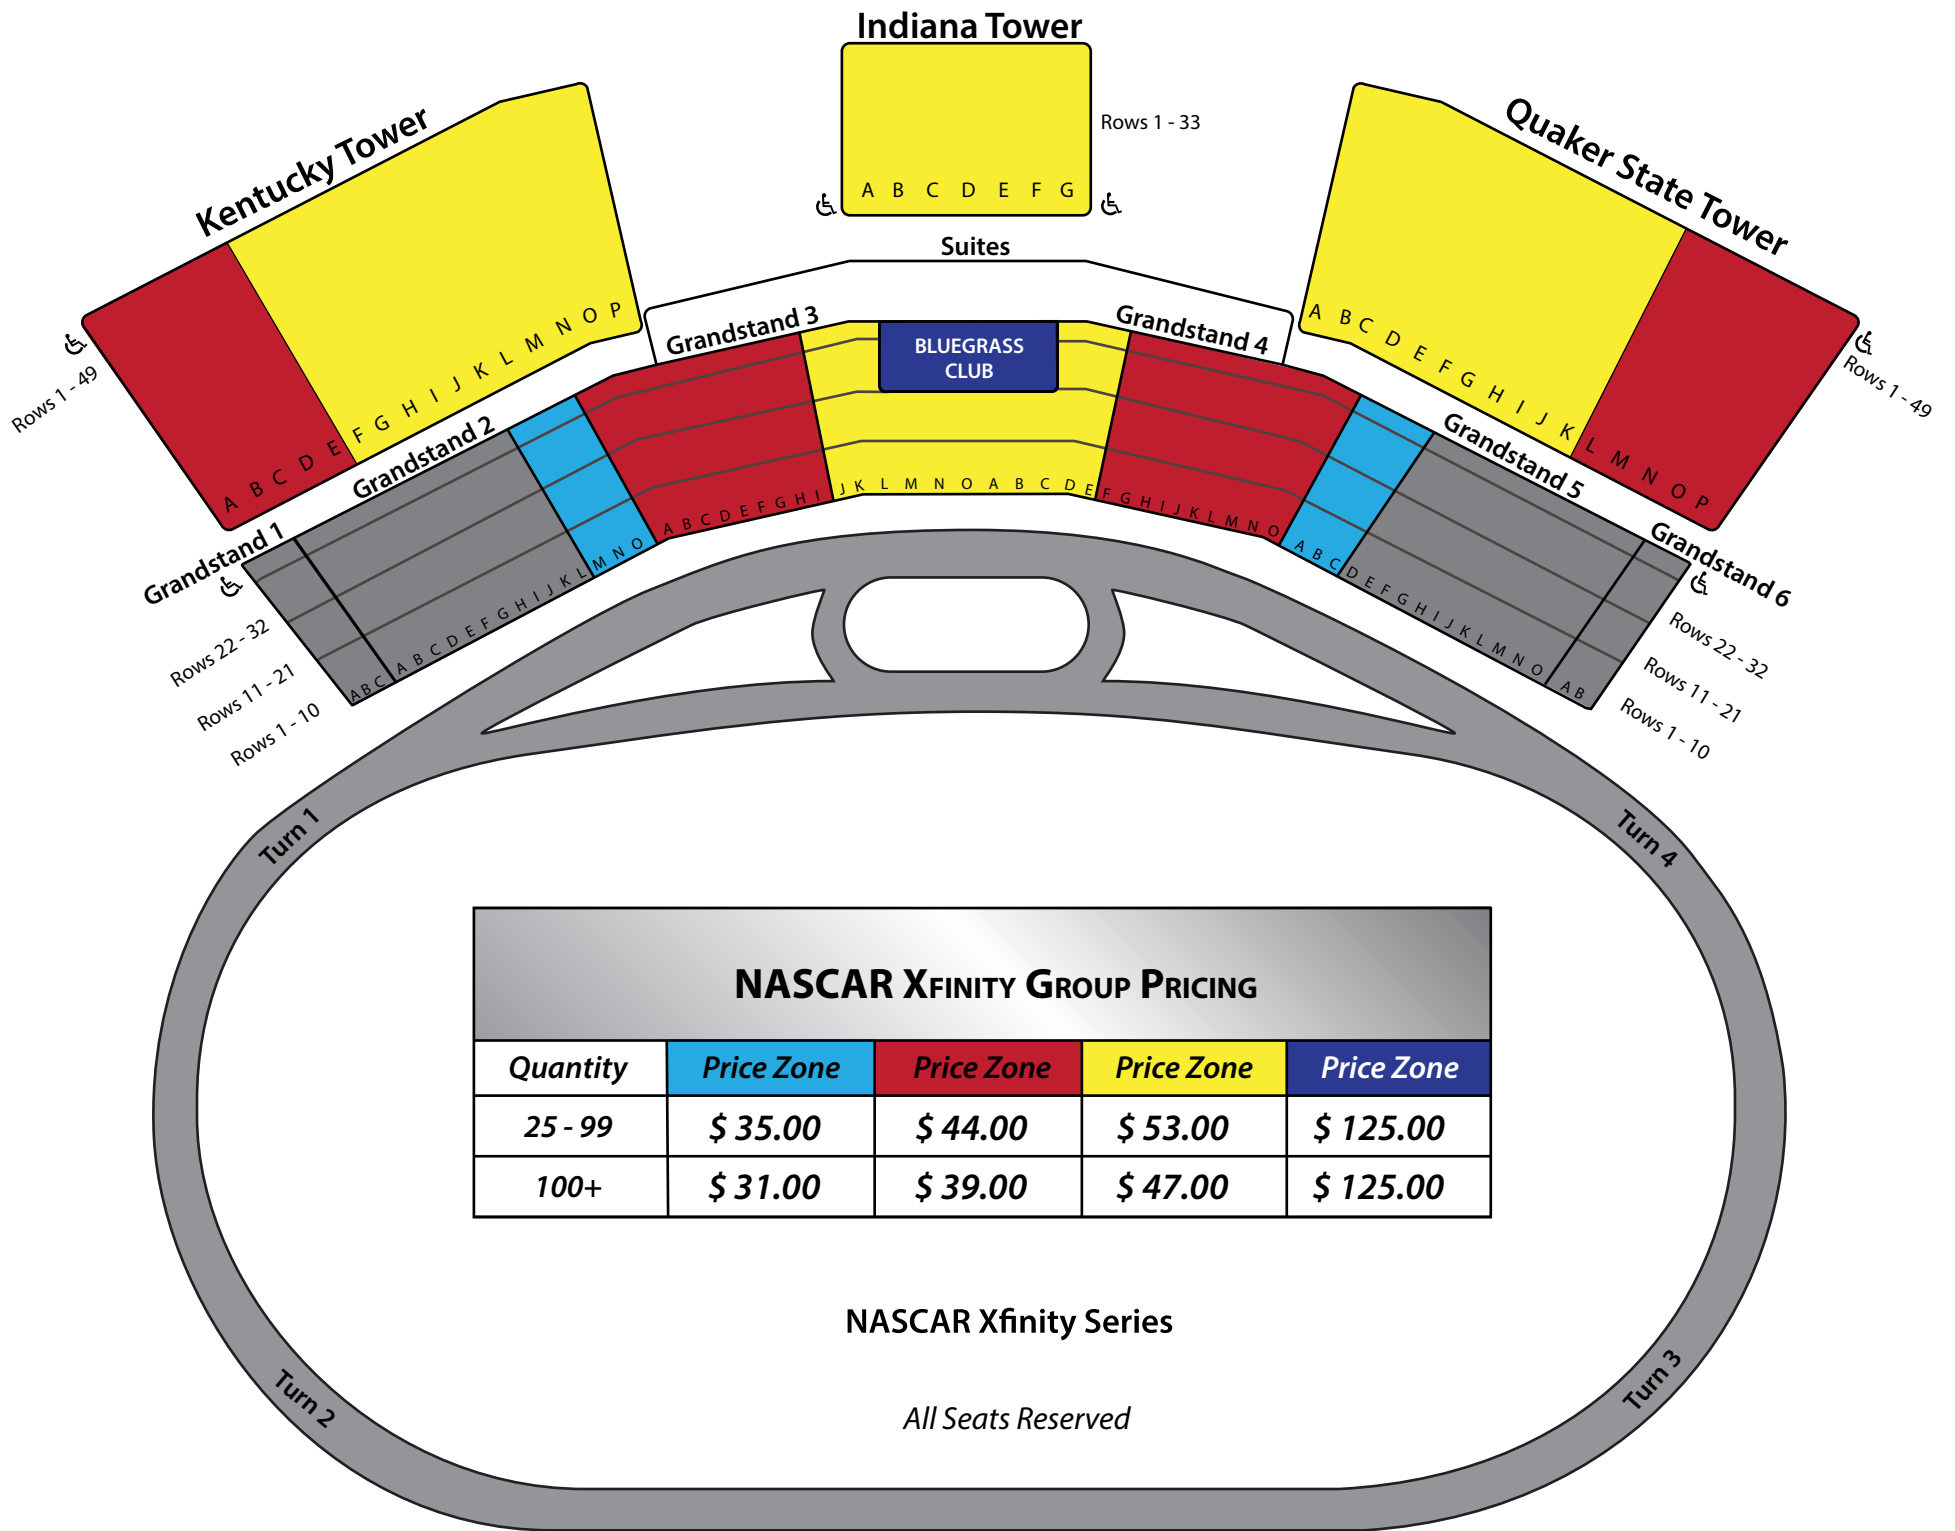 Indiana Tower
Rows 1 - 33
A B C D E F G
Kentucky Tower
Rows 1 - 49
A B C D E F G H I J K L M N O P
Quaker State Tower
A B C D E F G H I J K L M N O P
Rows 1 - 49
Suites
Grandstand 1
Grandstand 2
Grandstand 3
Grandstand 4
Grandstand 5
Grandstand 6
BLUEGRASS
CLUB
A B C
A B C D E F G H I J K L M N O
A B C D E F G H I J K L M N O
A B C D E F G H I J K L M N O
A B C D E F G H I J K L M N O
A B
Rows 22 - 32
Rows 11 - 21
Rows 1 - 10
Rows 22 - 32
Rows 11 - 21
Rows 1 - 10
Turn 1
Turn 4
NASCAR XFINITY GROUP PRICING
Quantity Price Zone Price Zone Price Zone Price Zone
25 - 99 $ 35.00 $ 44.00 $ 53.00 $ 125.00
100+ $ 31.00 $ 39.00 $ 47.00 $ 125.00
NASCAR Xfinity Series
Turn 2
Turn 3
All Seats Reserved